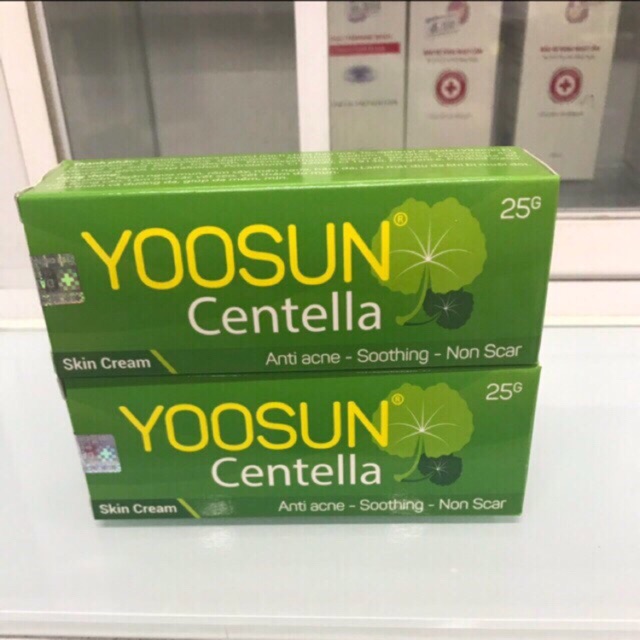 25G
YOOSUN®
Centella
Skin Cream
Anti acne - Soothing - Non Scar
25G
YOOSUN®
Centella
Skin Cream
Anti acne - Soothing - Non Scar